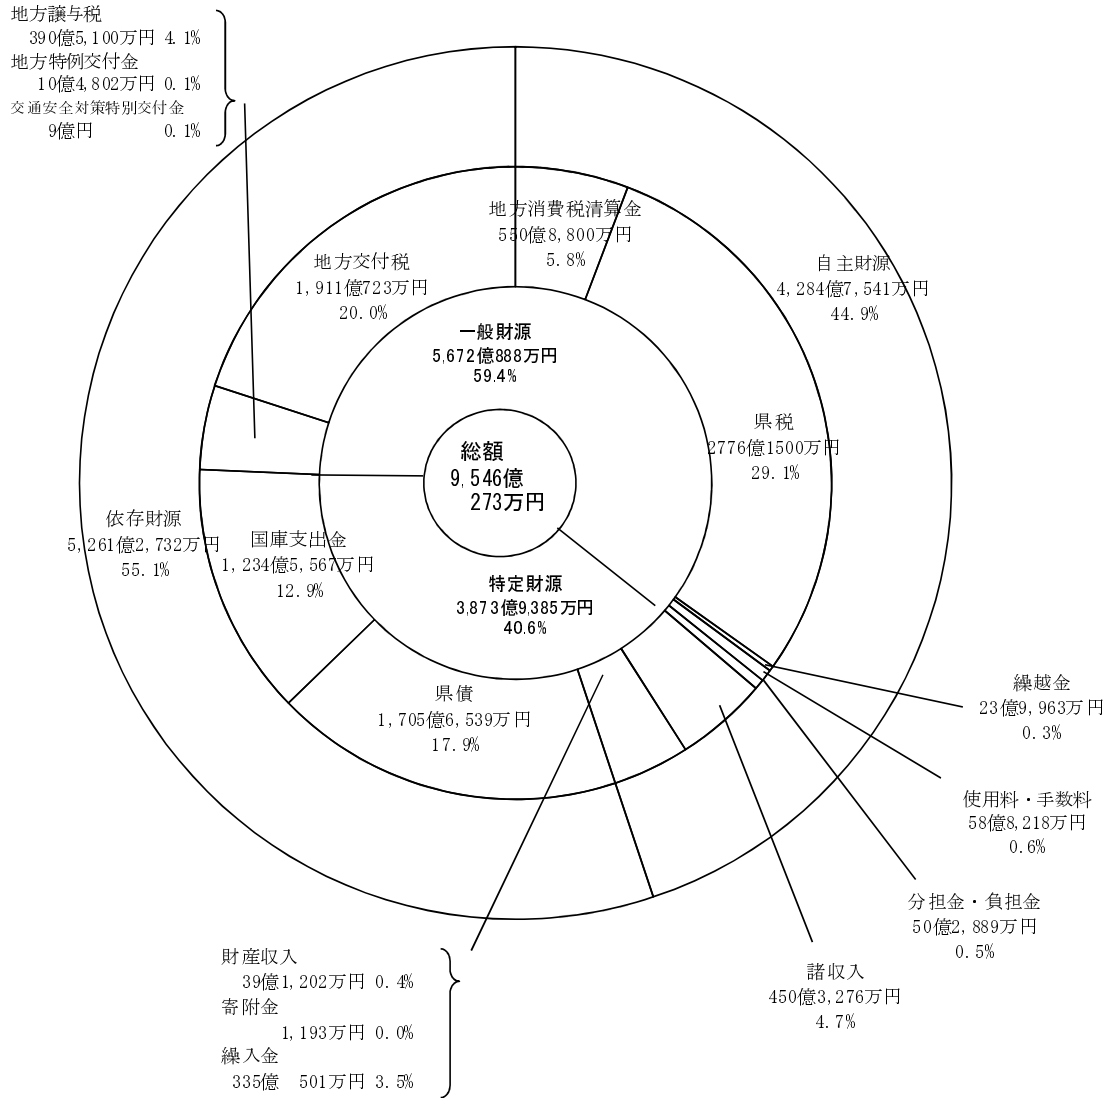 地方譲与税
390億5,100万円 4.1%
地方特例交付金
10億4,802万円 0.1%
交通安全対策特別交付金
9億円 0.1%
地方消費税清算金
550億8,800万円
5.8%
地方交付税
1,911億723万円
20.0%
自主財源
4,284億7,541万円
44.9%
一般財源
5,672億888万円
59.4%
県税
2776億1500万円
29.1%
総額
9,546億
273万円
依存財源
5,261億2,732万円
55.1%
国庫支出金
1,234億5,567万円
12.9%
特定財源
3,873億9,385万円
40.6%
県債
1,705億6,539万円
17.9%
繰越金
23億9,963万円
0.3%
使用料・手数料
58億8,218万円
0.6%
分担金・負担金
50億2,889万円
0.5%
諸収入
450億3,276万円
4.7%
財産収入
39億1,202万円 0.4%
寄附金
1,193万円 0.0%
繰入金
335億 501万円 3.5%